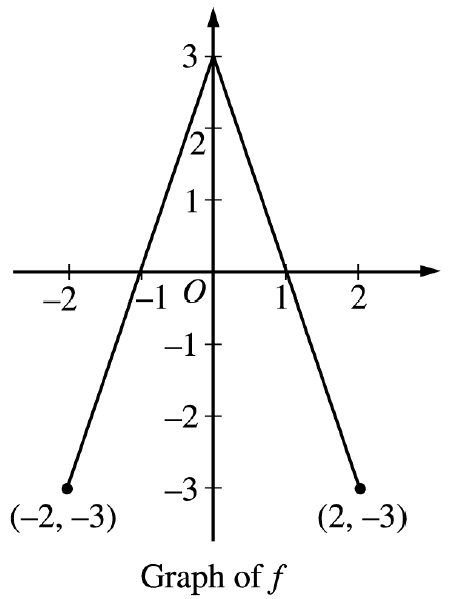 3
2
1
–2 –1 O 1 2
–1
–2
–3
(–2, –3) (2, –3)
Graph of f